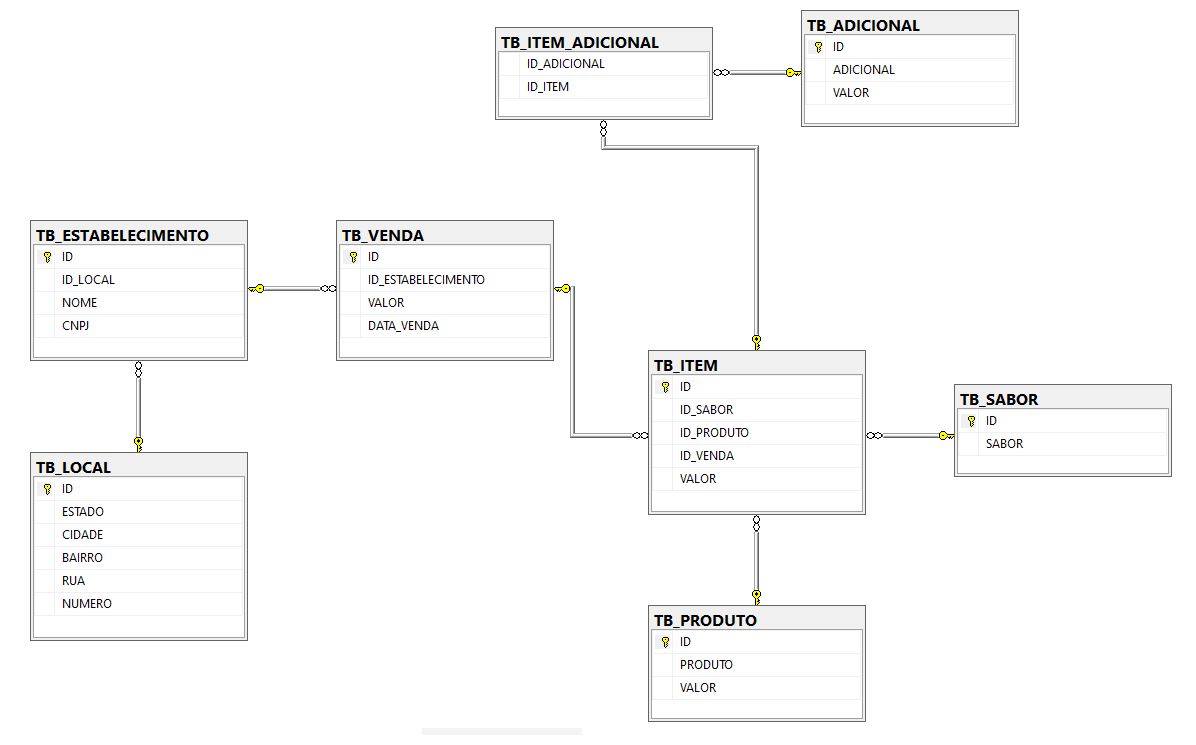 TB_ITEM_ADICIONAL
ID_ADICIONAL
ID_ITEM
TB_ADICIONAL
ID
ADICIONAL
VALOR
TB_ESTABELECIMENTO
ID
ID_LOCAL
NOME
CNPJ
TB_VENDA
ID
ID_ESTABELECIMENTO
VALOR
DATA_VENDA
TB_ITEM
ID
ID_SABOR
ID_PRODUTO
ID_VENDA
VALOR
TB_SABOR
ID
SABOR
TB_LOCAL
ID
ESTADO
CIDADE
BAIRRO
RUA
NUMERO
TB_PRODUTO
ID
PRODUTO
VALOR